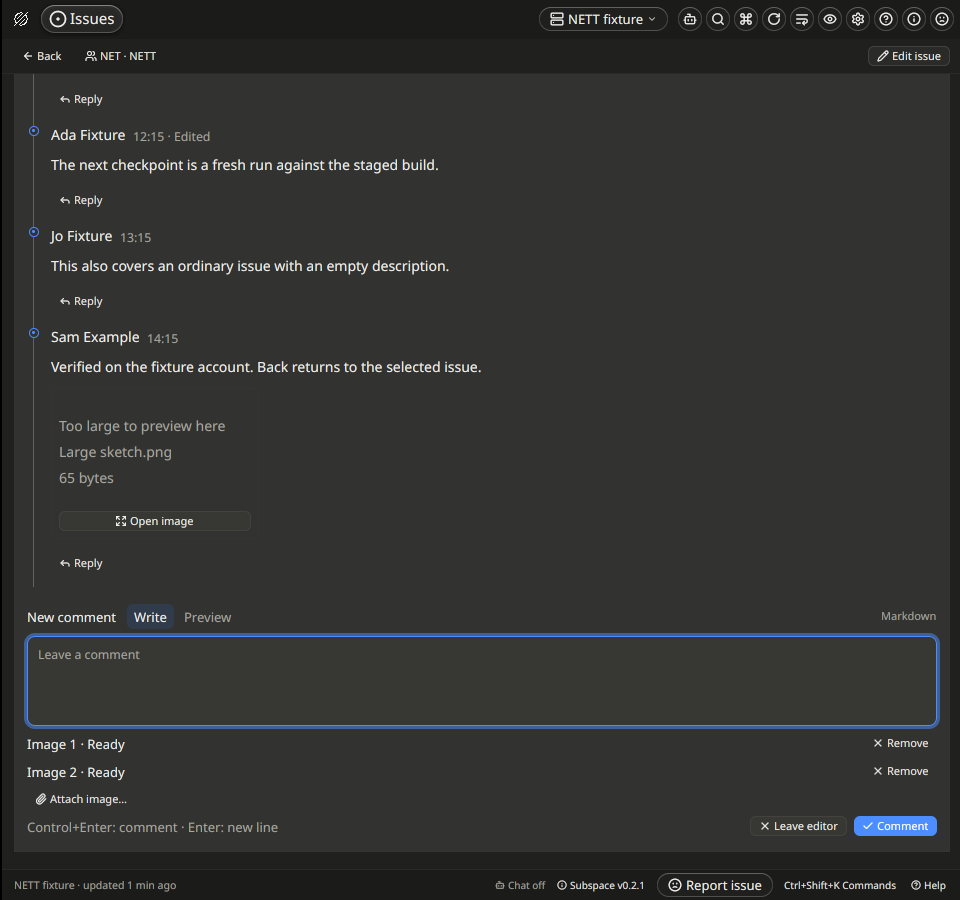 Issues
NETT fixture
Back
NET · NETT
Edit issue
Reply
Ada Fixture 12:15 · Edited
The next checkpoint is a fresh run against the staged build.
Reply
Jo Fixture 13:15
This also covers an ordinary issue with an empty description.
Reply
Sam Example 14:15
Verified on the fixture account. Back returns to the selected issue.
Too large to preview here
Large sketch.png
65 bytes
Open image
Reply
New comment Write Preview Markdown
Leave a comment
Image 1 · Ready Remove
Image 2 · Ready Remove
Attach image...
Control+Enter: comment · Enter: new line Leave editor Comment
NETT fixture · updated 1 min ago Chat off Subspace v0.2.1 Report issue Ctrl+Shift+K Commands Help